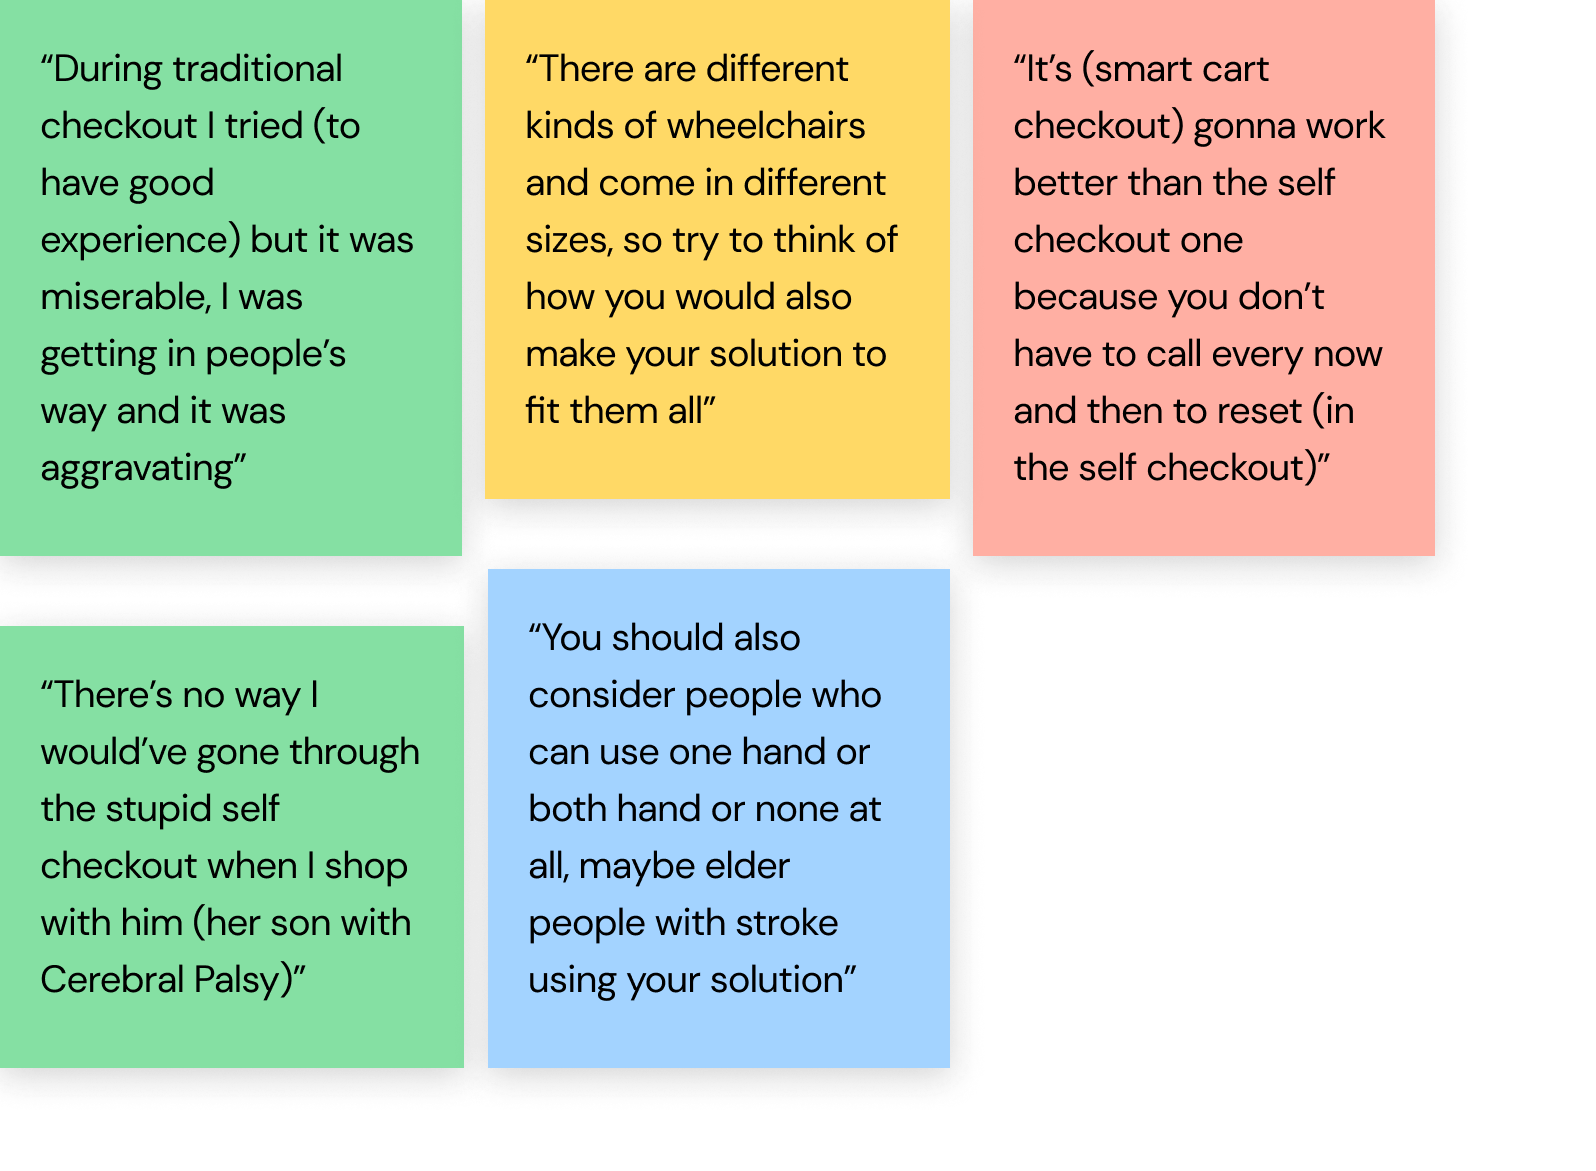 “During traditional
checkout I tried (to
have good
experience) but it was
miserable, I was
getting in people’s
way and it was
aggravating”
“There are different
kinds of wheelchairs
and come in different
sizes, so try to think of
how you would also
make your solution to
fit them all”
“It’s (smart cart
checkout) gonna work
better than the self
checkout one
because you don’t
have to call every now
and then to reset (in
the self checkout)”
“There’s no way I
would’ve gone through
the stupid self
checkout when I shop
with him (her son with
Cerebral Palsy)”
“You should also
consider people who
can use one hand or
both hand or none at
all, maybe elder
people with stroke
using your solution”